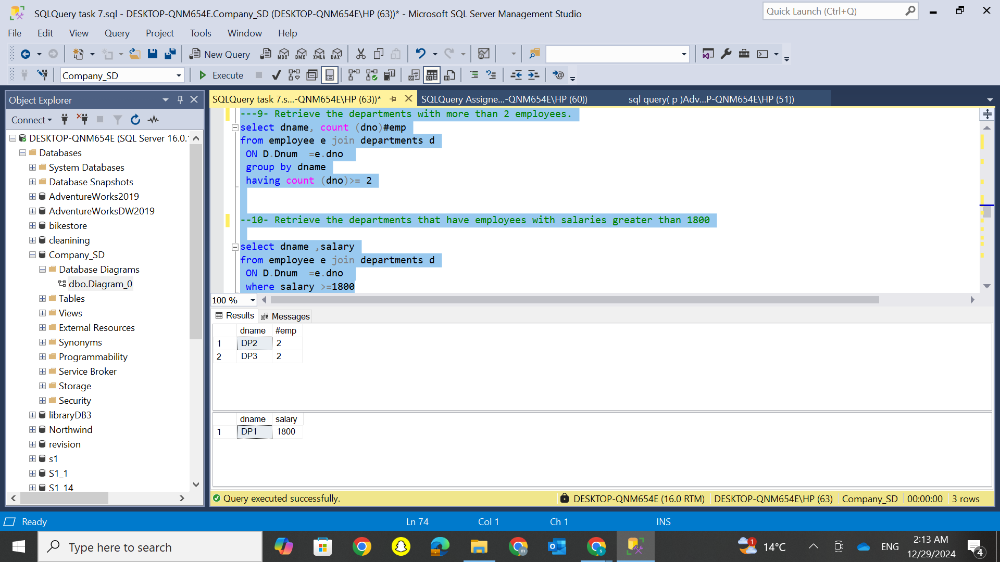 SQLQuery task 7.sql - DESKTOP-QNM654E.Company_SD (DESKTOP-QNM654E\HP (63))* - Microsoft SQL Server Management Studio
Quick Launch (Ctrl+Q)
File Edit View Query Project Tools Window Help
New Query MDX DMX XMLA DAX
Company_SD Execute
Object Explorer
Connect
DESKTOP-QNM654E (SQL Server 16.0.
Databases
System Databases
Database Snapshots
AdventureWorks2019
AdventureWorksDW2019
bikestore
cleanining
Company_SD
Database Diagrams
dbo.Diagram_0
Tables
Views
External Resources
Synonyms
Programmability
Service Broker
Storage
Security
libraryDB3
Northwind
revision
s1
S1_1
S1_14
SQLQuery task 7.s...-QNM654E\HP (63))* SQLQuery Assigne...-QNM654E\HP (60)) sql query( p )Adv...P-QNM654E\HP (51))
---9- Retrieve the departments with more than 2 employees.
select dname, count (dno)#emp
from employee e join departments d
ON D.Dnum =e.dno
group by dname
having count (dno)>= 2
--10- Retrieve the departments that have employees with salaries greater than 1800
select dname ,salary
from employee e join departments d
ON D.Dnum =e.dno
where salary >=1800
100 %
Results Messages
dname #emp
1 DP2 2
2 DP3 2
dname salary
1 DP1 1800
Query executed successfully. DESKTOP-QNM654E (16.0 RTM) DESKTOP-QNM654E\HP (63) Company_SD 00:00:00 3 rows
Ready Ln 74 Col 1 Ch 1 INS
Type here to search
1 14°C ENG
2:13 AM
12/29/2024
4